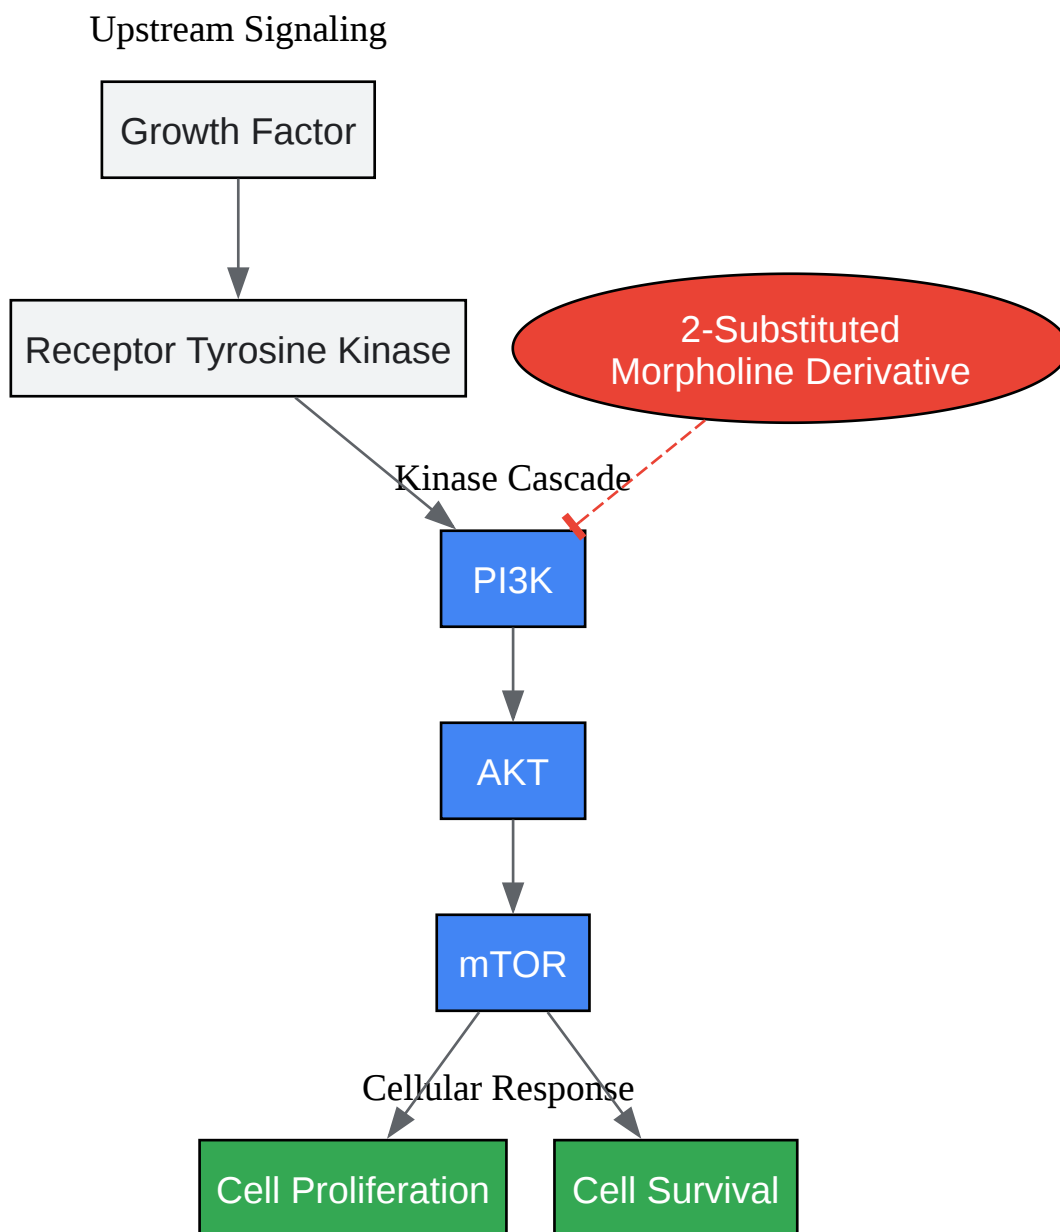 Upstream Signaling
Growth Factor
Receptor Tyrosine Kinase
2-Substituted
Morpholine Derivative
Kinase Cascade
PI3K
AKT
mTOR
Cellular Response
Cell Proliferation
Cell Survival